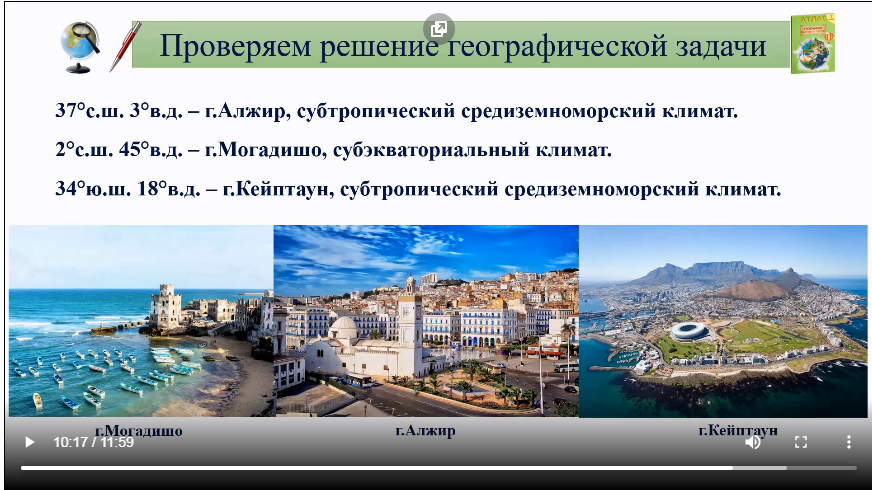 Проверяем решение географической задачи
АТЛАС
37°с.ш. 3°в.д. – г.Алжир, субтропический средиземноморский климат.
2°с.ш. 45°в.д. – г.Могадишо, субэкваториальный климат.
34°ю.ш. 18°в.д. – г.Кейптаун, субтропический средиземноморский климат.
г.Могадишо г.Алжир г.Кейптаун
10:17 / 11:59